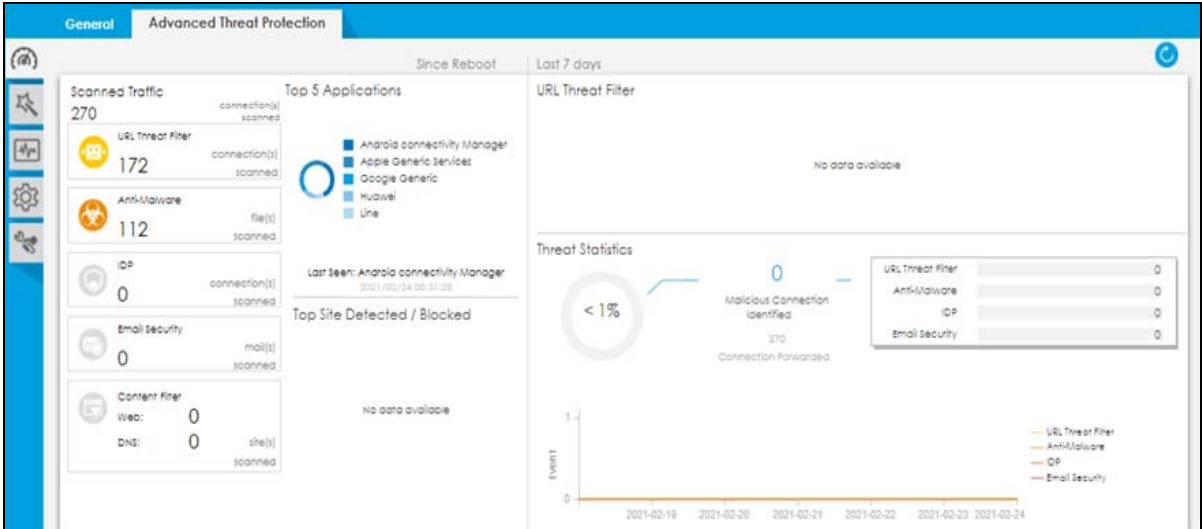 General
Advanced Threat Protection
Since Reboot
Last 7 days
Scanned Traffic
270
connection(s)
scanned
URL Threat Filter
172
connection(s)
scanned
Anti-Malware
112
file(s)
scanned
IDP
0
connection(s)
scanned
Email Security
0
mail(s)
scanned
Content Filter
Web: 0
DNS: 0
site(s)
scanned
Top 5 Applications
Android connectivity Manager
Apple Generic Services
Google Generic
Huawei
Line
Last Seen: Android connectivity Manager
2021/02/24 06:31:28
Top Site Detected / Blocked
No data available
URL Threat Filter
No data available
Threat Statistics
< 1%
0
Malicious Connection
Identified
270
Connection Forwarded
URL Threat Filter 0
Anti-Malware 0
IDP 0
Email Security 0
Event
1
0
2021-02-19 2021-02-20 2021-02-21 2021-02-22 2021-02-23 2021-02-24
URL Threat Filter
Anti-Malware
IDP
Email Security